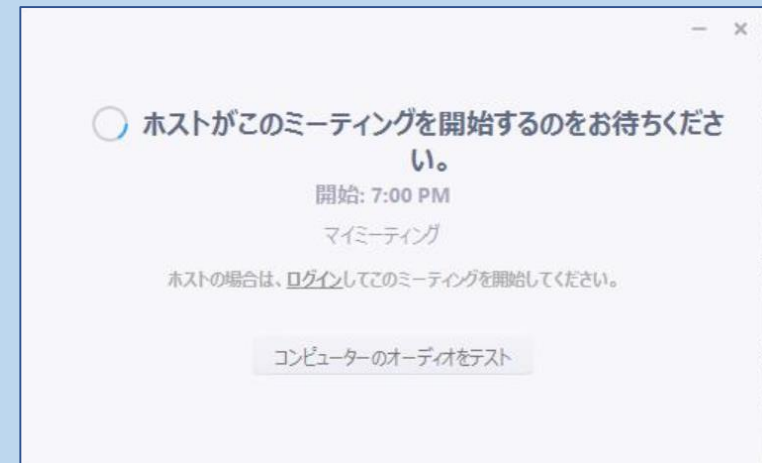 ホストがこのミーティングを開始するのをお待ちくださ
い。
開始: 7:00 PM
マイミーティング
ホストの場合は、ログインしてこのミーティングを開始してください。
コンピューターのオーディオをテスト